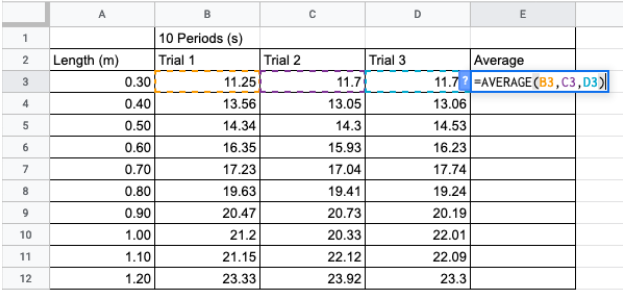 A B C D E
1 10 Periods (s)
2 Length (m) Trial 1 Trial 2 Trial 3 Average
3 0.30 11.25 11.7 11.7 ? =AVERAGE(B3,C3,D3)
4 0.40 13.56 13.05 13.06
5 0.50 14.34 14.3 14.53
6 0.60 16.35 15.93 16.23
7 0.70 17.23 17.04 17.74
8 0.80 19.63 19.41 19.24
9 0.90 20.47 20.73 20.19
10 1.00 21.2 20.33 22.01
11 1.10 21.15 22.12 22.09
12 1.20 23.33 23.92 23.3